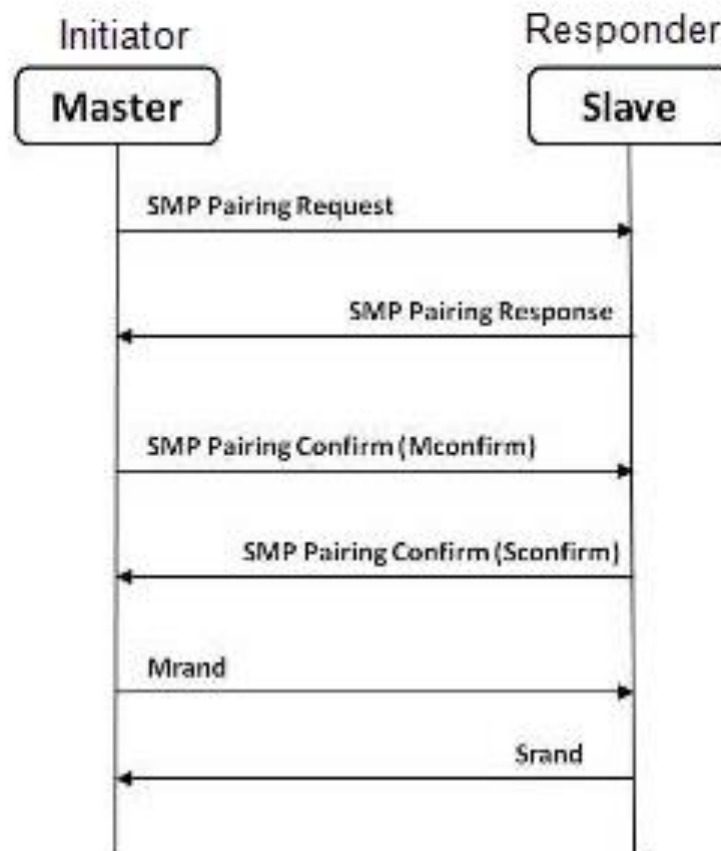 Initiator
Responder
Master
Slave
SMP Pairing Request
SMP Pairing Response
SMP Pairing Confirm (Mconfirm)
SMP Pairing Confirm (Sconfirm)
Mrand
Srand